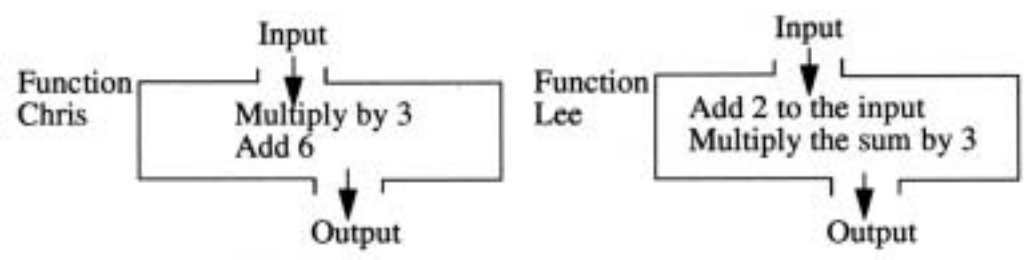 Input
Function
Chris
Multiply by 3
Add 6
Output
Input
Function
Lee
Add 2 to the input
Multiply the sum by 3
Output